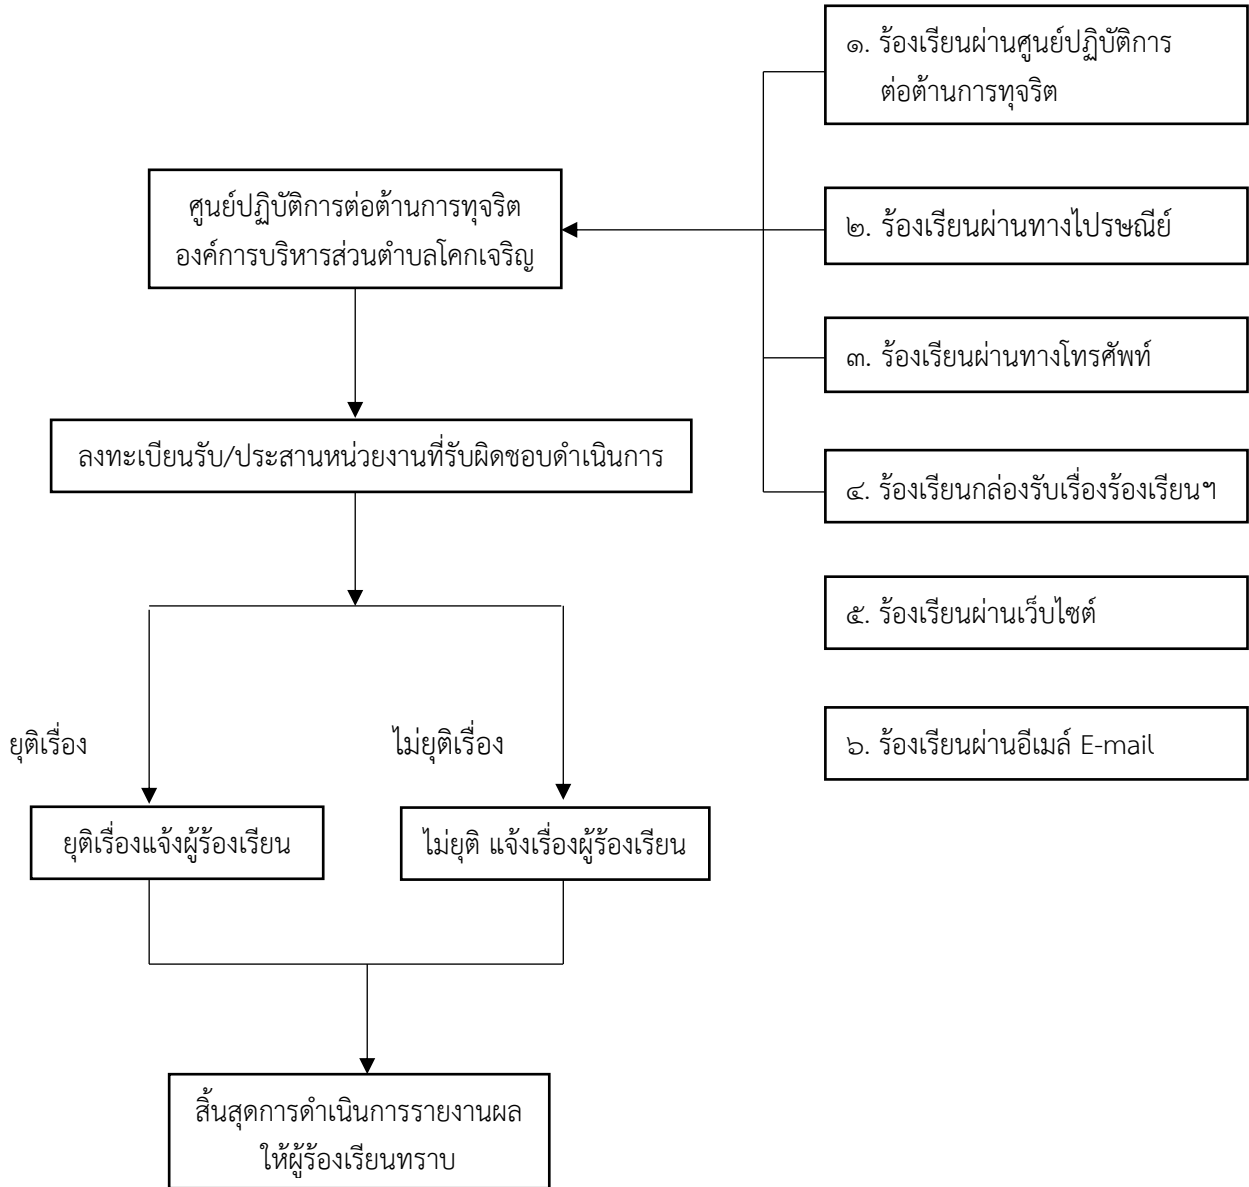 ๑. ร้องเรียนผ่านศูนย์ปฏิบัติการ
ต่อต้านการทุจริต
ศูนย์ปฏิบัติการต่อต้านการทุจริต
องค์การบริหารส่วนตำบลโคกเจริญ
๒. ร้องเรียนผ่านทางไปรษณีย์
๓. ร้องเรียนผ่านทางโทรศัพท์
ลงทะเบียนรับ/ประสานหน่วยงานที่รับผิดชอบดำเนินการ
๔. ร้องเรียนกล่องรับเรื่องร้องเรียนฯ
๕. ร้องเรียนผ่านเว็บไซต์
๖. ร้องเรียนผ่านอีเมล์ E-mail
ยุติเรื่อง
ไม่ยุติเรื่อง
ยุติเรื่องแจ้งผู้ร้องเรียน
ไม่ยุติ แจ้งเรื่องผู้ร้องเรียน
สิ้นสุดการดำเนินการรายงานผล
ให้ผู้ร้องเรียนทราบ